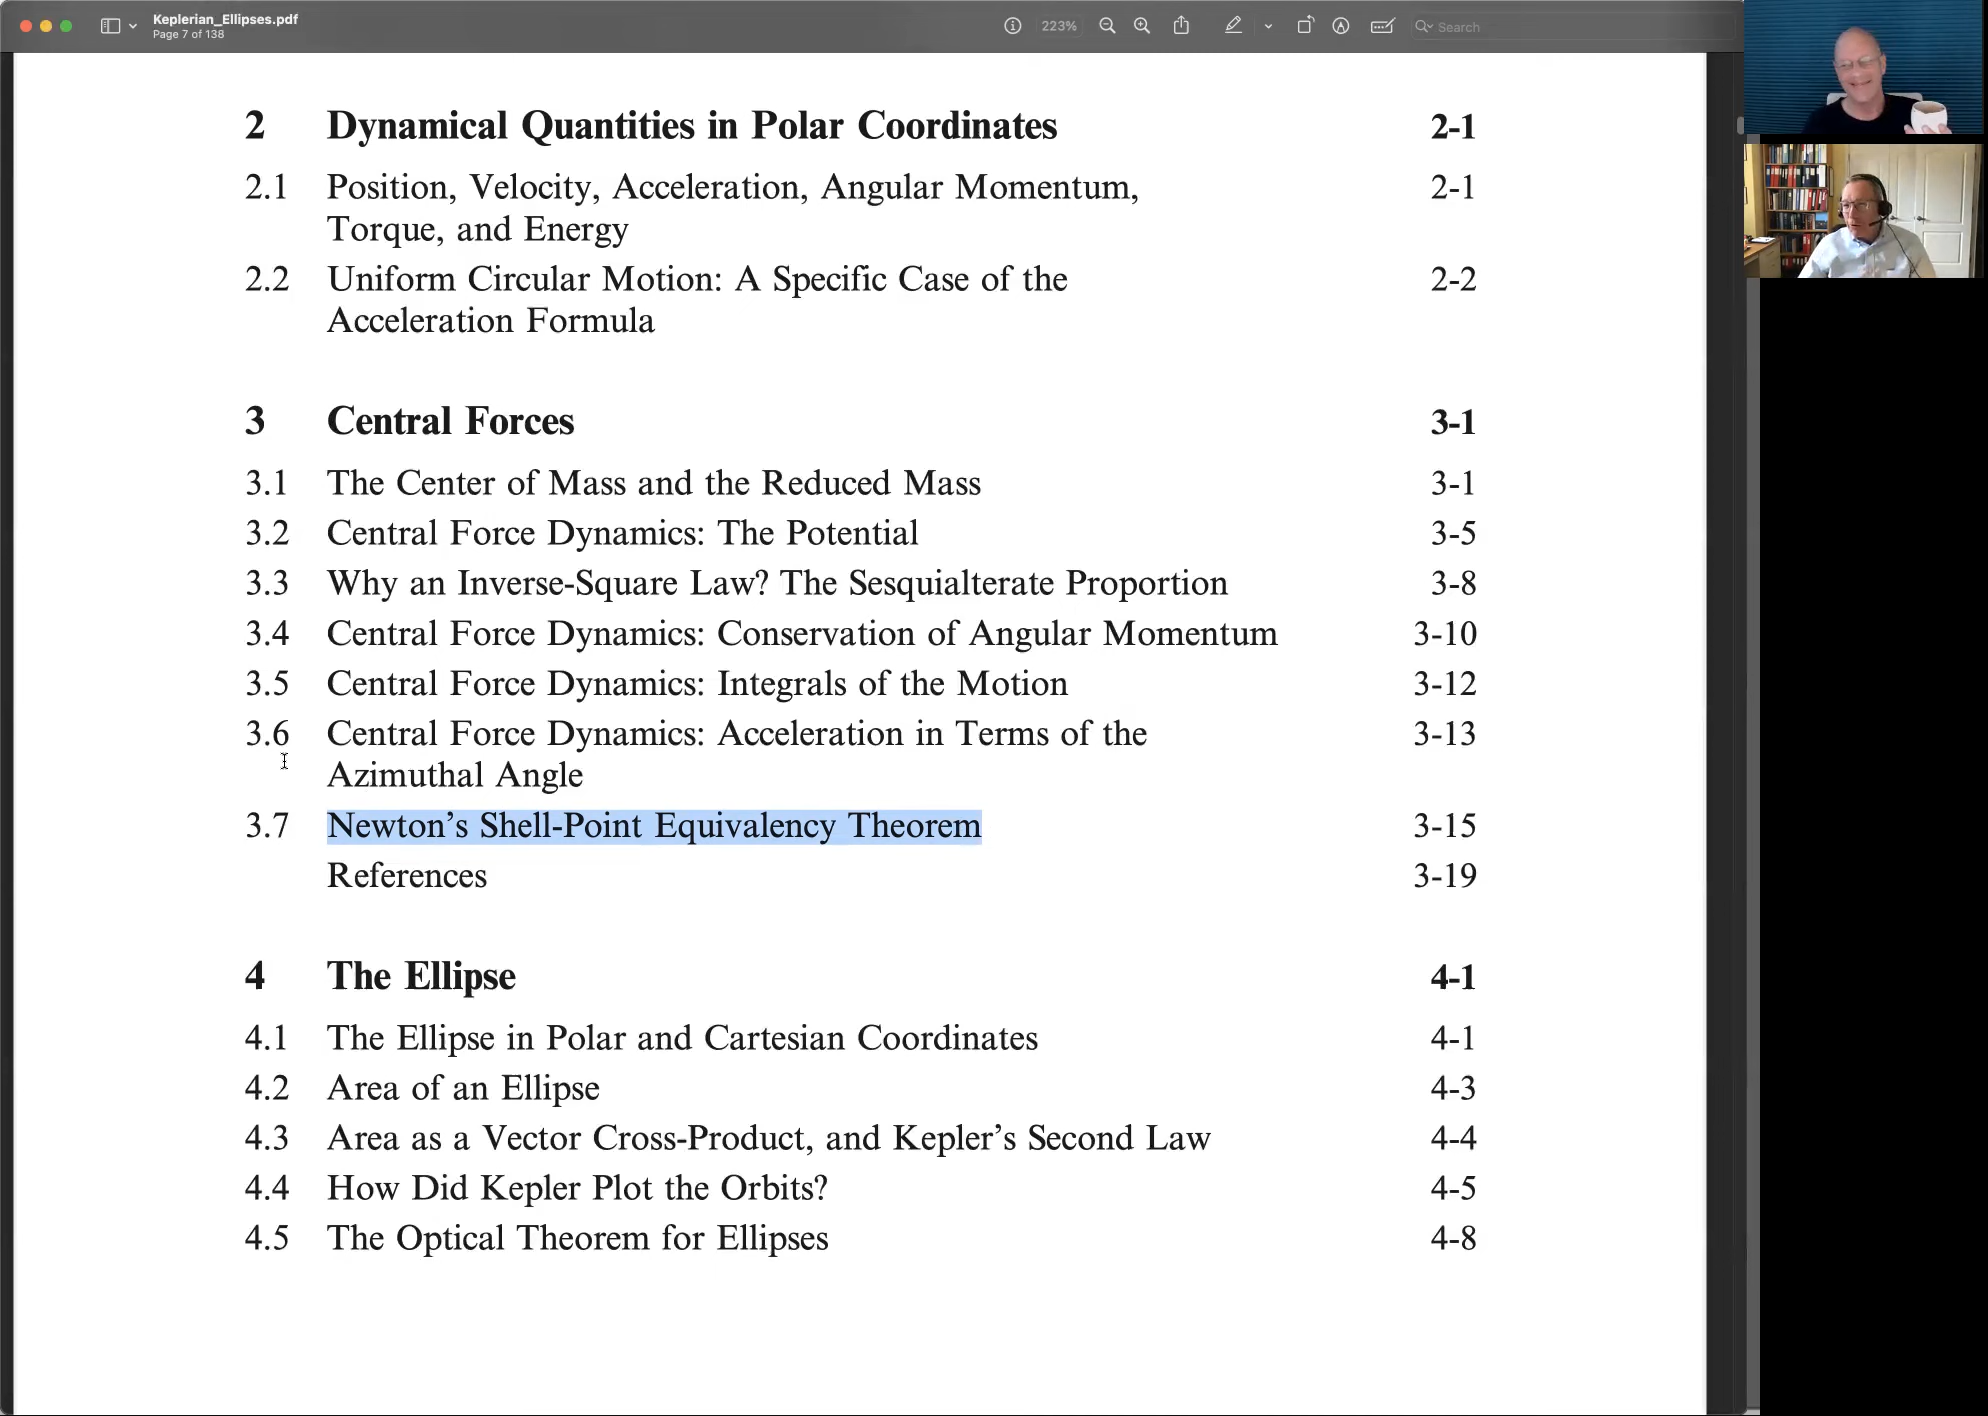 Keplerian_Ellipses.pdf
Page 7 of 138
223%
Search
2 Dynamical Quantities in Polar Coordinates 2-1
2.1 Position, Velocity, Acceleration, Angular Momentum, 2-1
Torque, and Energy
2.2 Uniform Circular Motion: A Specific Case of the 2-2
Acceleration Formula
3 Central Forces 3-1
3.1 The Center of Mass and the Reduced Mass 3-1
3.2 Central Force Dynamics: The Potential 3-5
3.3 Why an Inverse-Square Law? The Sesquialterate Proportion 3-8
3.4 Central Force Dynamics: Conservation of Angular Momentum 3-10
3.5 Central Force Dynamics: Integrals of the Motion 3-12
3.6 Central Force Dynamics: Acceleration in Terms of the 3-13
Azimuthal Angle
3.7 Newton’s Shell-Point Equivalency Theorem 3-15
References 3-19
4 The Ellipse 4-1
4.1 The Ellipse in Polar and Cartesian Coordinates 4-1
4.2 Area of an Ellipse 4-3
4.3 Area as a Vector Cross-Product, and Kepler’s Second Law 4-4
4.4 How Did Kepler Plot the Orbits? 4-5
4.5 The Optical Theorem for Ellipses 4-8